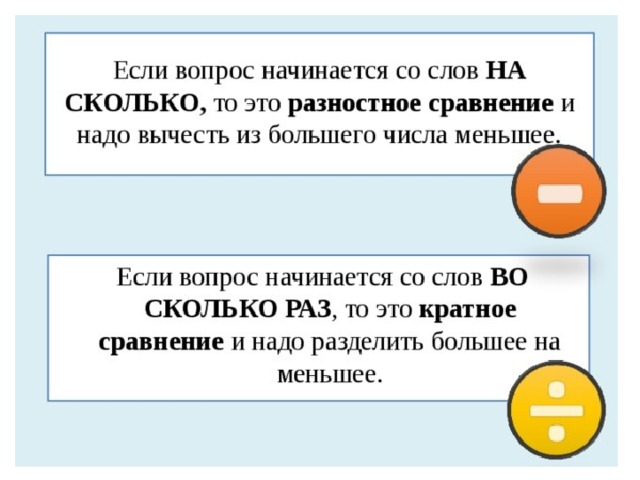 Если вопрос начинается со слов НА
СКОЛЬКО, то это разностное сравнение и
надо вычесть из большего числа меньшее.
Если вопрос начинается со слов ВО
СКОЛЬКО РАЗ, то это кратное
сравнение и надо разделить большее на
меньшее.